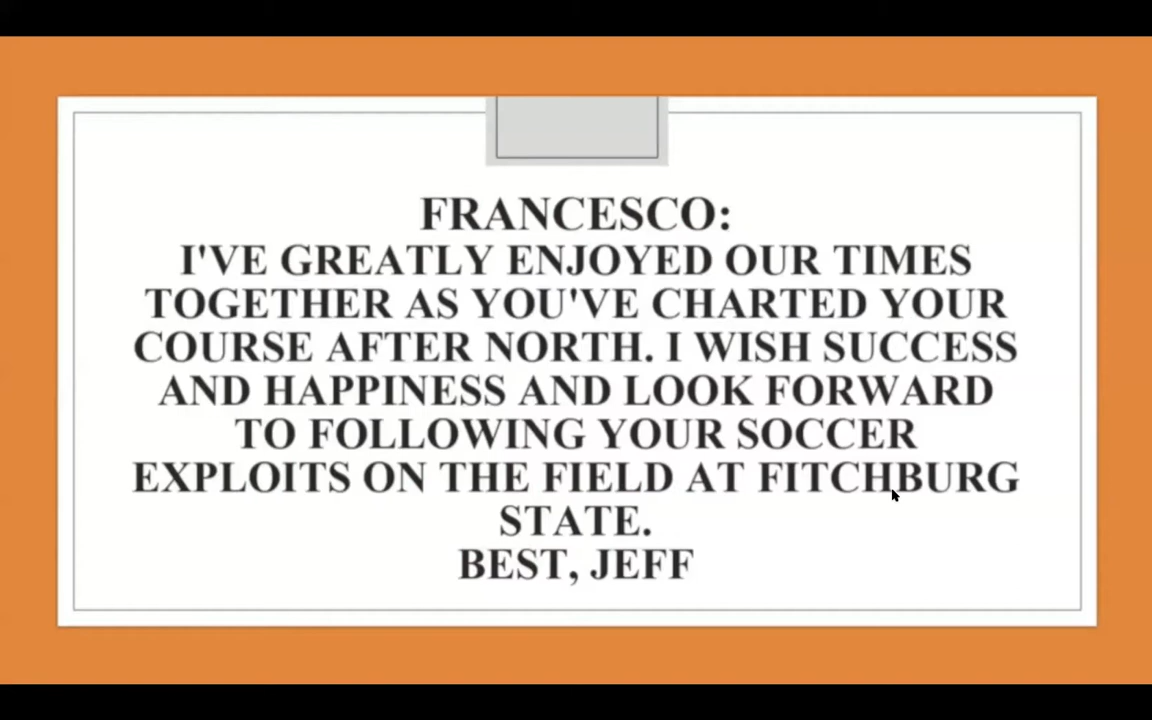 FRANCESCO:
I'VE GREATLY ENJOYED OUR TIMES
TOGETHER AS YOU'VE CHARTED YOUR
COURSE AFTER NORTH. I WISH SUCCESS
AND HAPPINESS AND LOOK FORWARD
TO FOLLOWING YOUR SOCCER
EXPLOITS ON THE FIELD AT FITCHBURG
STATE.
BEST, JEFF